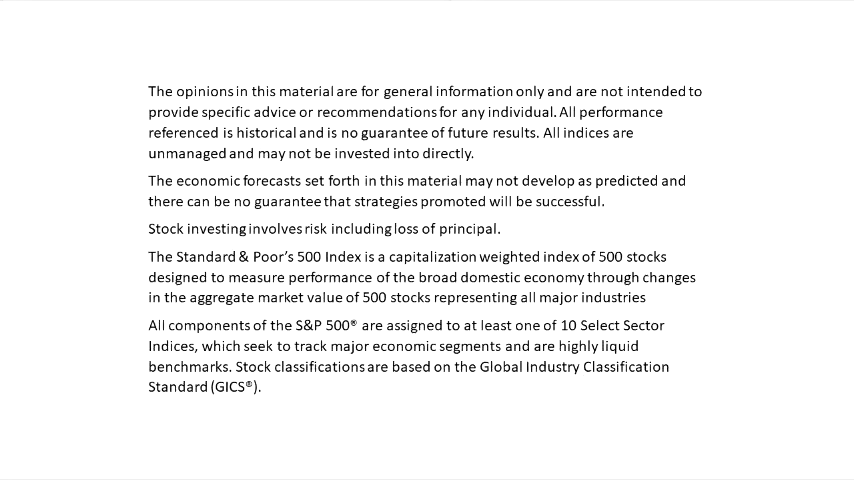 The opinions in this material are for general information only and are not intended to
provide specific advice or recommendations for any individual. All performance
referenced is historical and is no guarantee of future results. All indices are
unmanaged and may not be invested into directly.
The economic forecasts set forth in this material may not develop as predicted and
there can be no guarantee that strategies promoted will be successful.
Stock investing involves risk including loss of principal.
The Standard & Poor’s 500 Index is a capitalization weighted index of 500 stocks
designed to measure performance of the broad domestic economy through changes
in the aggregate market value of 500 stocks representing all major industries
All components of the S&P 500® are assigned to at least one of 10 Select Sector
Indices, which seek to track major economic segments and are highly liquid
benchmarks. Stock classifications are based on the Global Industry Classification
Standard (GICS®).